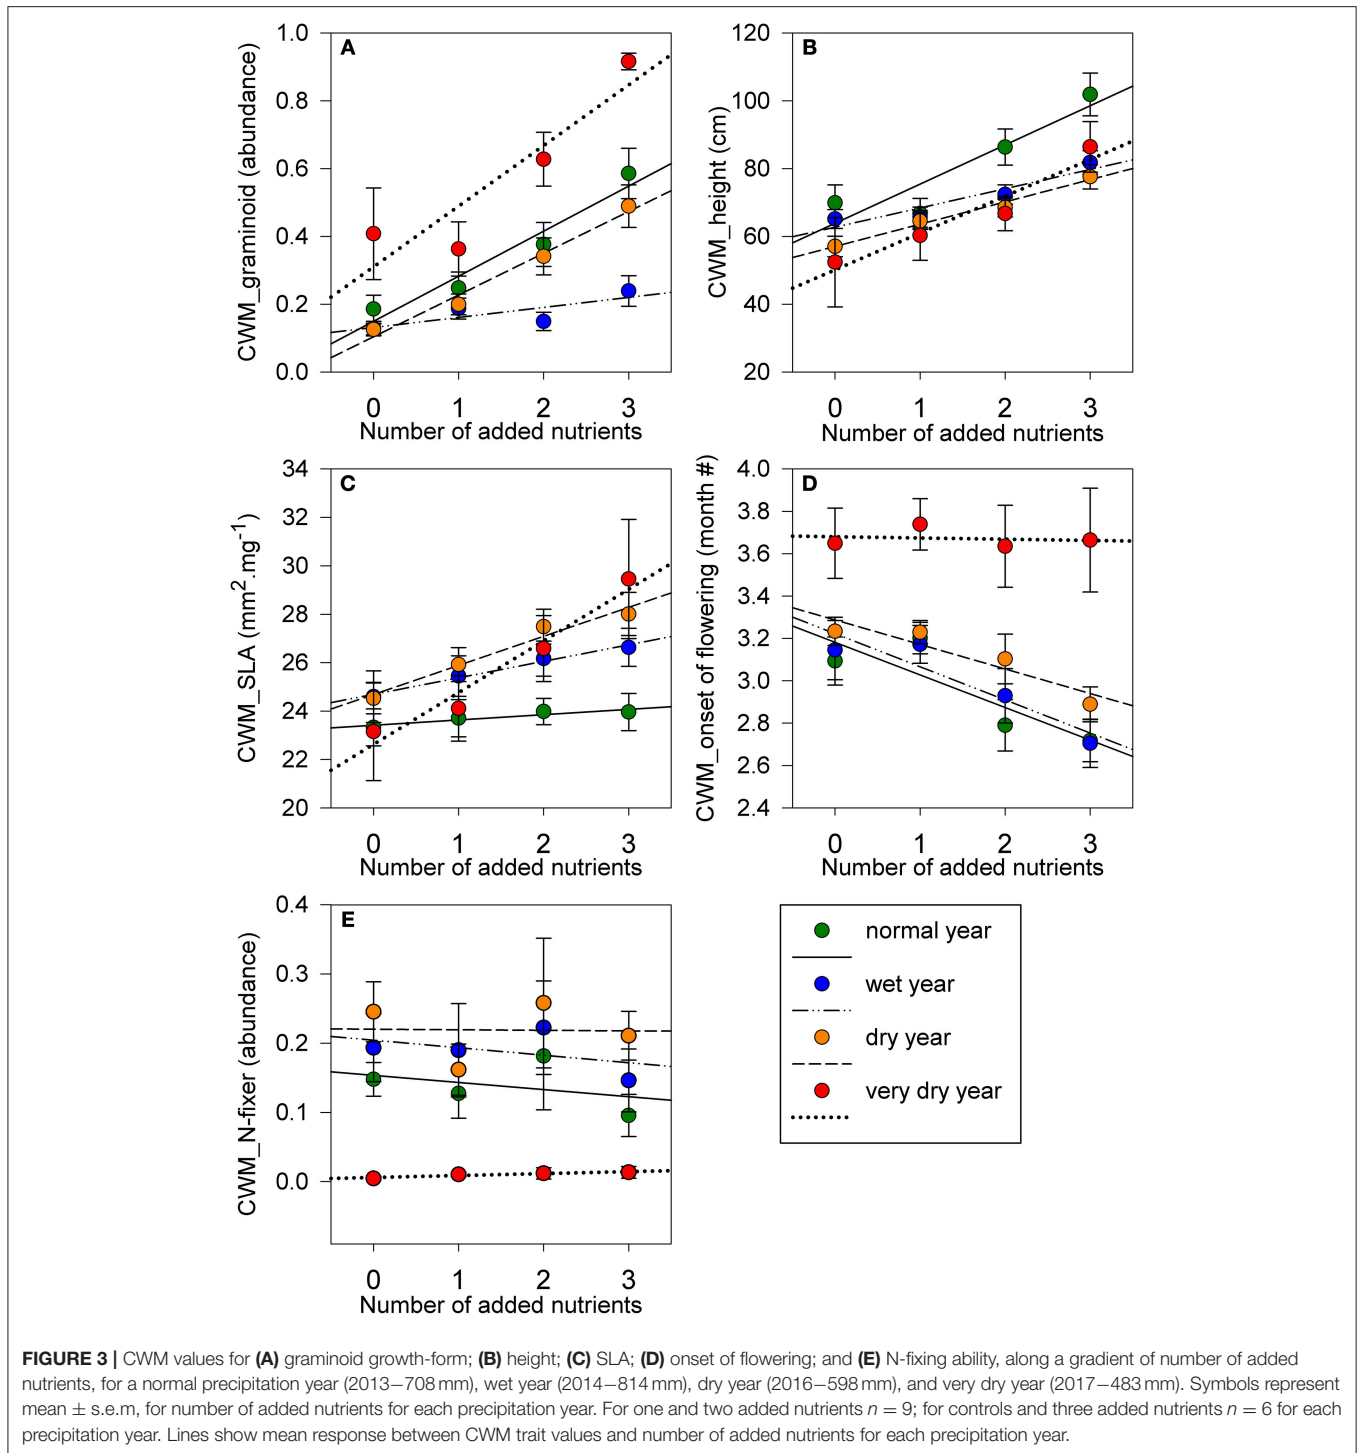 A
CWM_graminoid (abundance)
1.0
0.8
0.6
0.4
0.2
0.0
0 1 2 3
Number of added nutrients
B
CWM_height (cm)
120
100
80
60
40
20
0 1 2 3
Number of added nutrients
C
CWM_SLA (mm².mg⁻¹)
34
32
30
28
26
24
22
20
0 1 2 3
Number of added nutrients
D
CWM_onset of flowering (month #)
4.0
3.8
3.6
3.4
3.2
3.0
2.8
2.6
2.4
0 1 2 3
Number of added nutrients
E
CWM_N-fixer (abundance)
0.4
0.3
0.2
0.1
0.0
0 1 2 3
Number of added nutrients
normal year
wet year
dry year
very dry year
FIGURE 3 | CWM values for (A) graminoid growth-form; (B) height; (C) SLA; (D) onset of flowering; and (E) N-fixing ability, along a gradient of number of added
nutrients, for a normal precipitation year (2013–708 mm), wet year (2014–814 mm), dry year (2016–598 mm), and very dry year (2017–483 mm). Symbols represent
mean ± s.e.m, for number of added nutrients for each precipitation year. For one and two added nutrients n = 9; for controls and three added nutrients n = 6 for each
precipitation year. Lines show mean response between CWM trait values and number of added nutrients for each precipitation year.